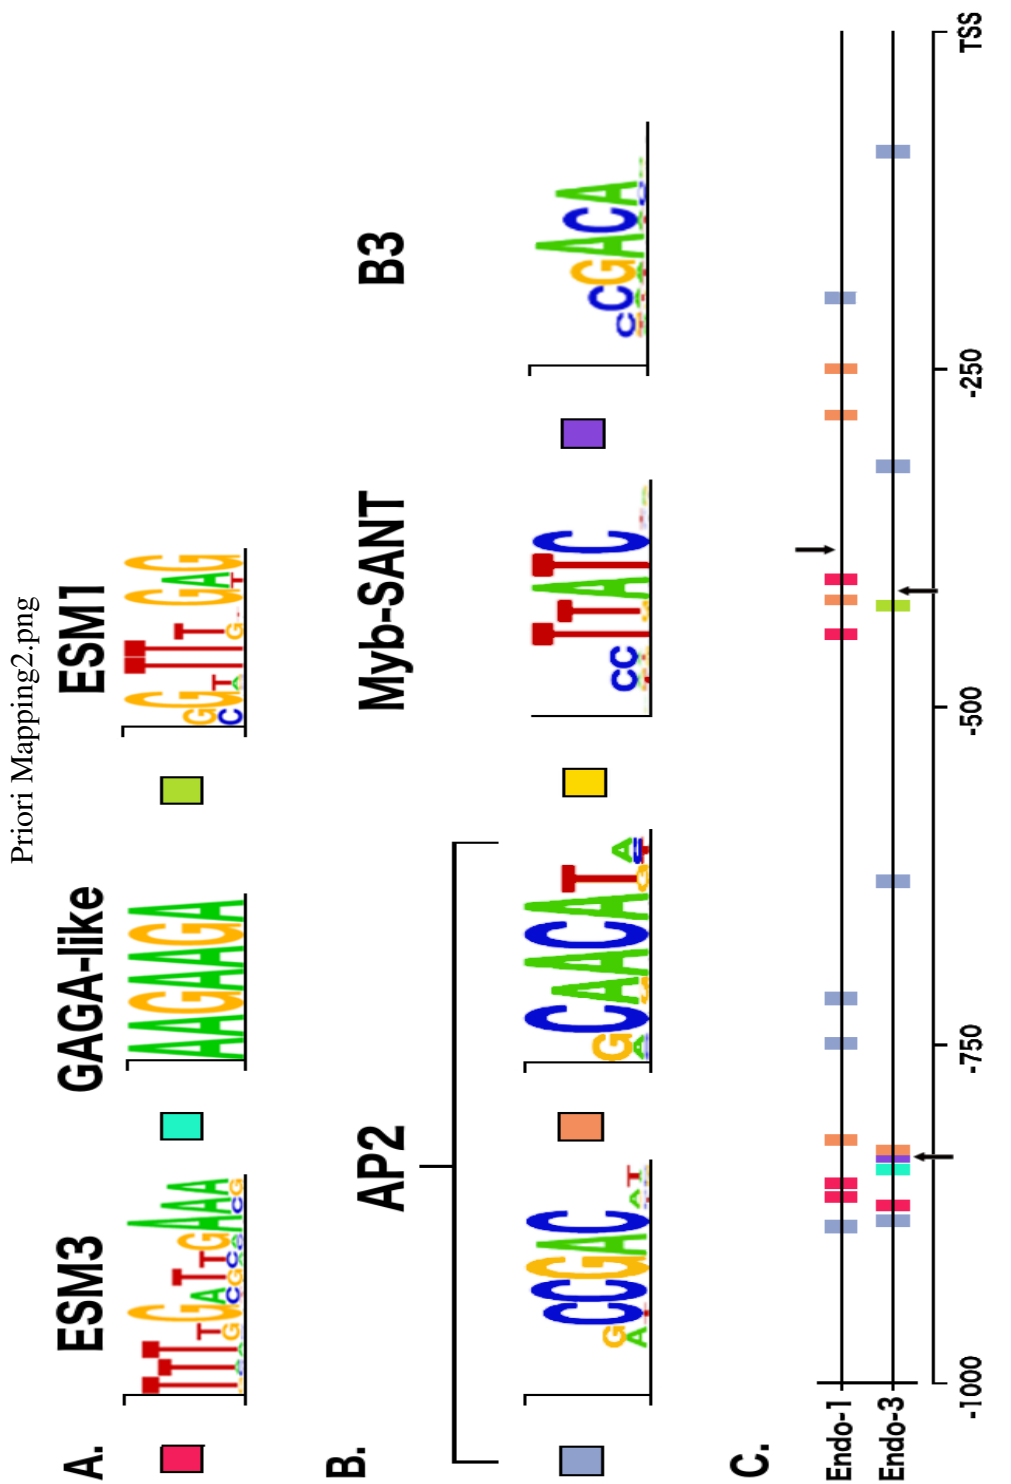 Priori Mapping2.png
A.
ESM3
GAGA-like
ESM1
B.
AP2
Myb-SANT
B3
C.
Endo-1
Endo-3
-1000
-750
-500
-250
TSS